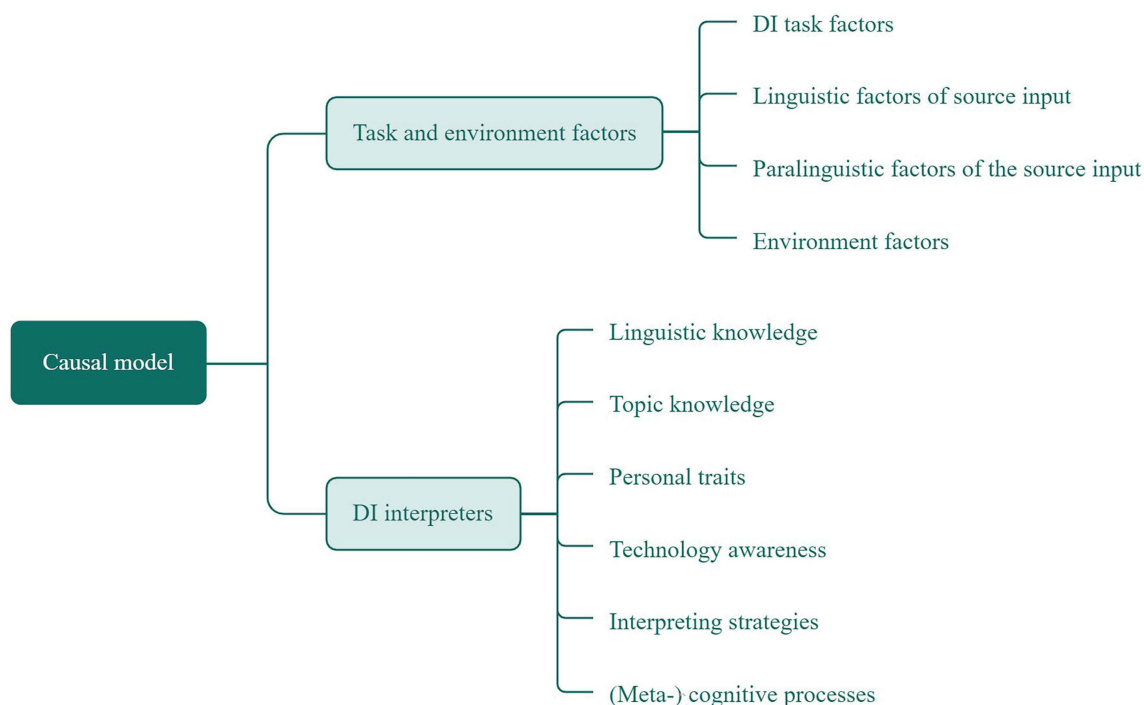 Causal model
Task and environment factors
DI task factors
Linguistic factors of source input
Paralinguistic factors of the source input
Environment factors
DI interpreters
Linguistic knowledge
Topic knowledge
Personal traits
Technology awareness
Interpreting strategies
(Meta-) cognitive processes